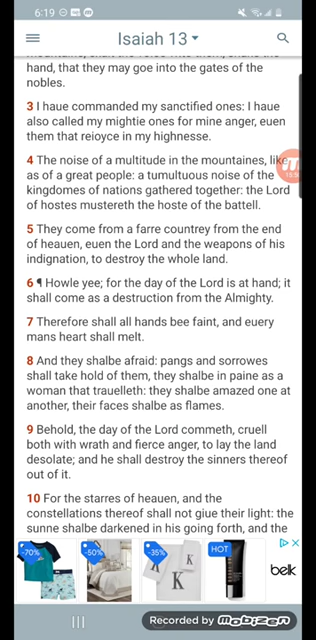 6:19
Isaiah 13
mountaine, exalt the voice vnto them, shake the
hand, that they may goe into the gates of the
nobles.
3 I haue commanded my sanctified ones: I haue
also called my mightie ones for mine anger, euen
them that reioyce in my highnesse.
4 The noise of a multitude in the mountaines, like
as of a great people: a tumultuous noise of the
kingdomes of nations gathered together: the Lord
of hostes mustereth the hoste of the battell.
5 They come from a farre countrey from the end
of heauen, euen the Lord and the weapons of his
indignation, to destroy the whole land.
6 ¶ Howle yee; for the day of the Lord is at hand; it
shall come as a destruction from the Almighty.
7 Therefore shall all hands bee faint, and euery
mans heart shall melt.
8 And they shalbe afraid: pangs and sorrowes
shall take hold of them, they shalbe in paine as a
woman that trauelleth: they shalbe amazed one at
another, their faces shalbe as flames.
9 Behold, the day of the Lord commeth, cruell
both with wrath and fierce anger, to lay the land
desolate; and he shall destroy the sinners thereof
out of it.
10 For the starres of heauen, and the
constellations thereof shall not giue their light: the
sunne shalbe darkened in his going forth, and the
-70%
-50%
-35%
K
K
HOT
belk
Recorded by mobizen